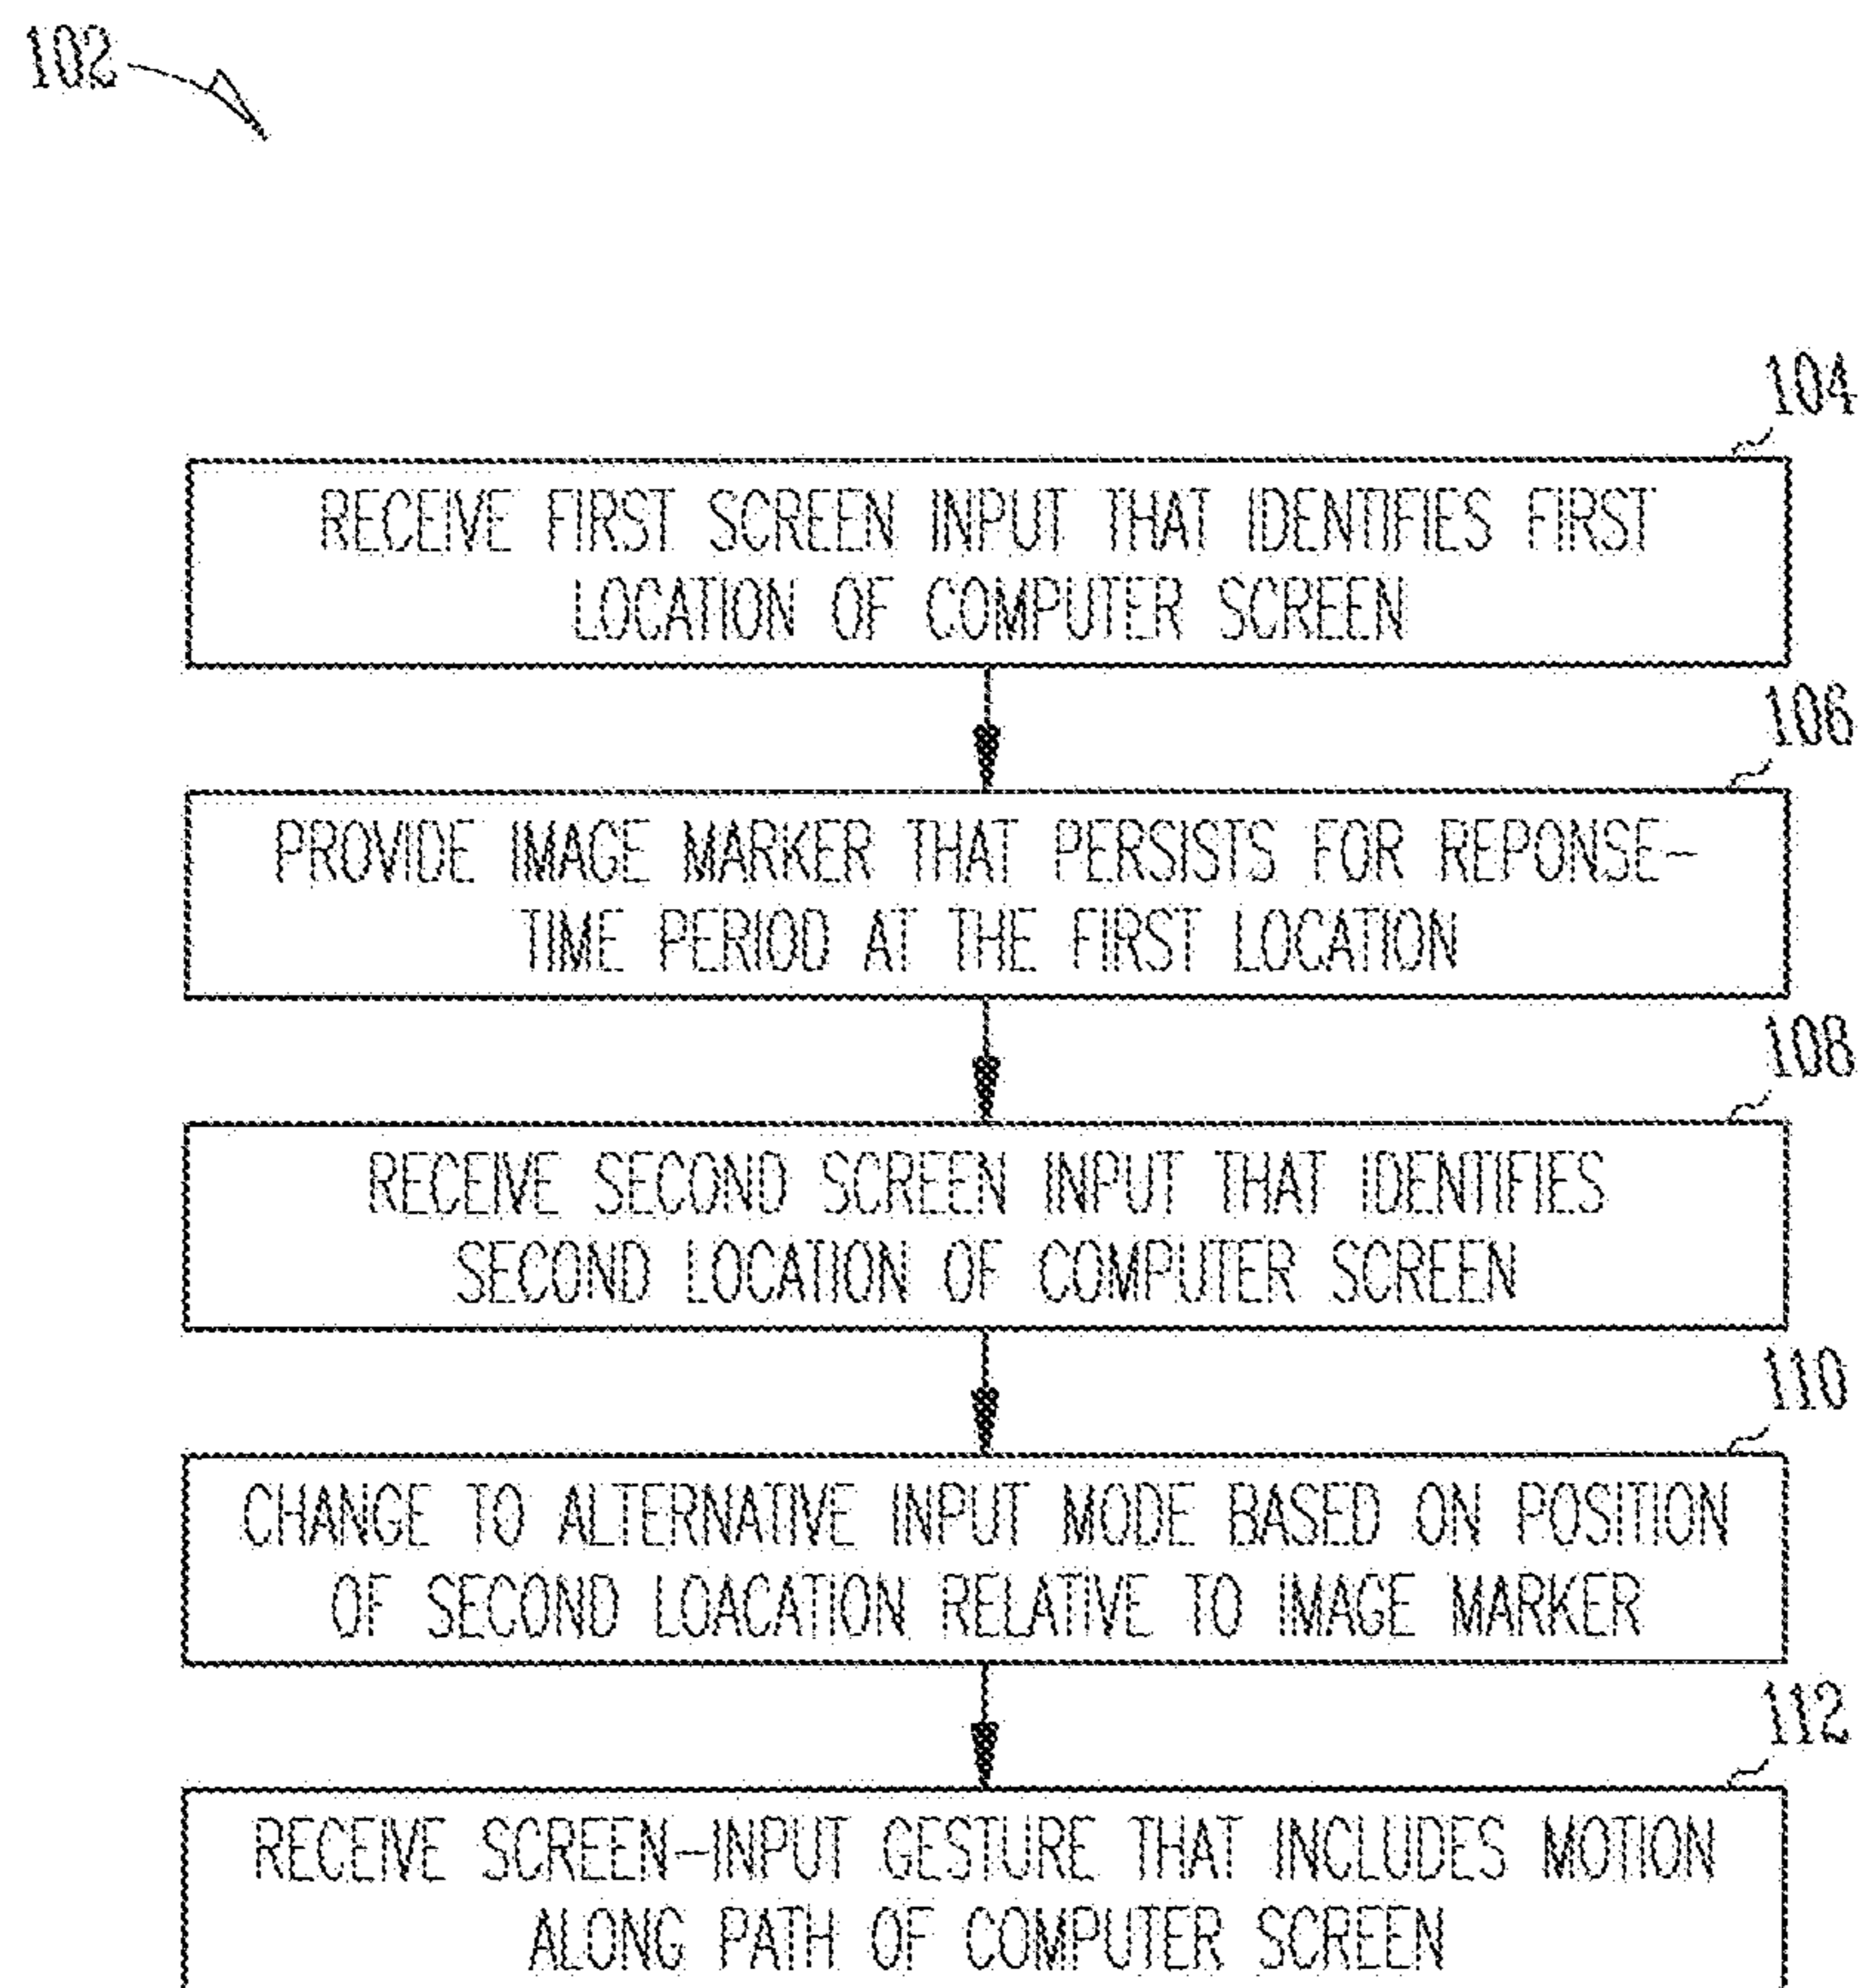 102
104
RECEIVE FIRST SCREEN INPUT THAT IDENTIFIES FIRST
LOCATION OF COMPUTER SCREEN
106
PROVIDE IMAGE MARKER THAT PERSISTS FOR REPONSE-
TIME PERIOD AT THE FIRST LOCATION
108
RECEIVE SECOND SCREEN INPUT THAT IDENTIFIES
SECOND LOCATION OF COMPUTER SCREEN
110
CHANGE TO ALTERNATIVE INPUT MODE BASED ON POSITION
OF SECOND LOACATION RELATIVE TO IMAGE MARKER
112
RECEIVE SCREEN-INPUT GESTURE THAT INCLUDES MOTION
ALONG PATH OF COMPUTER SCREEN